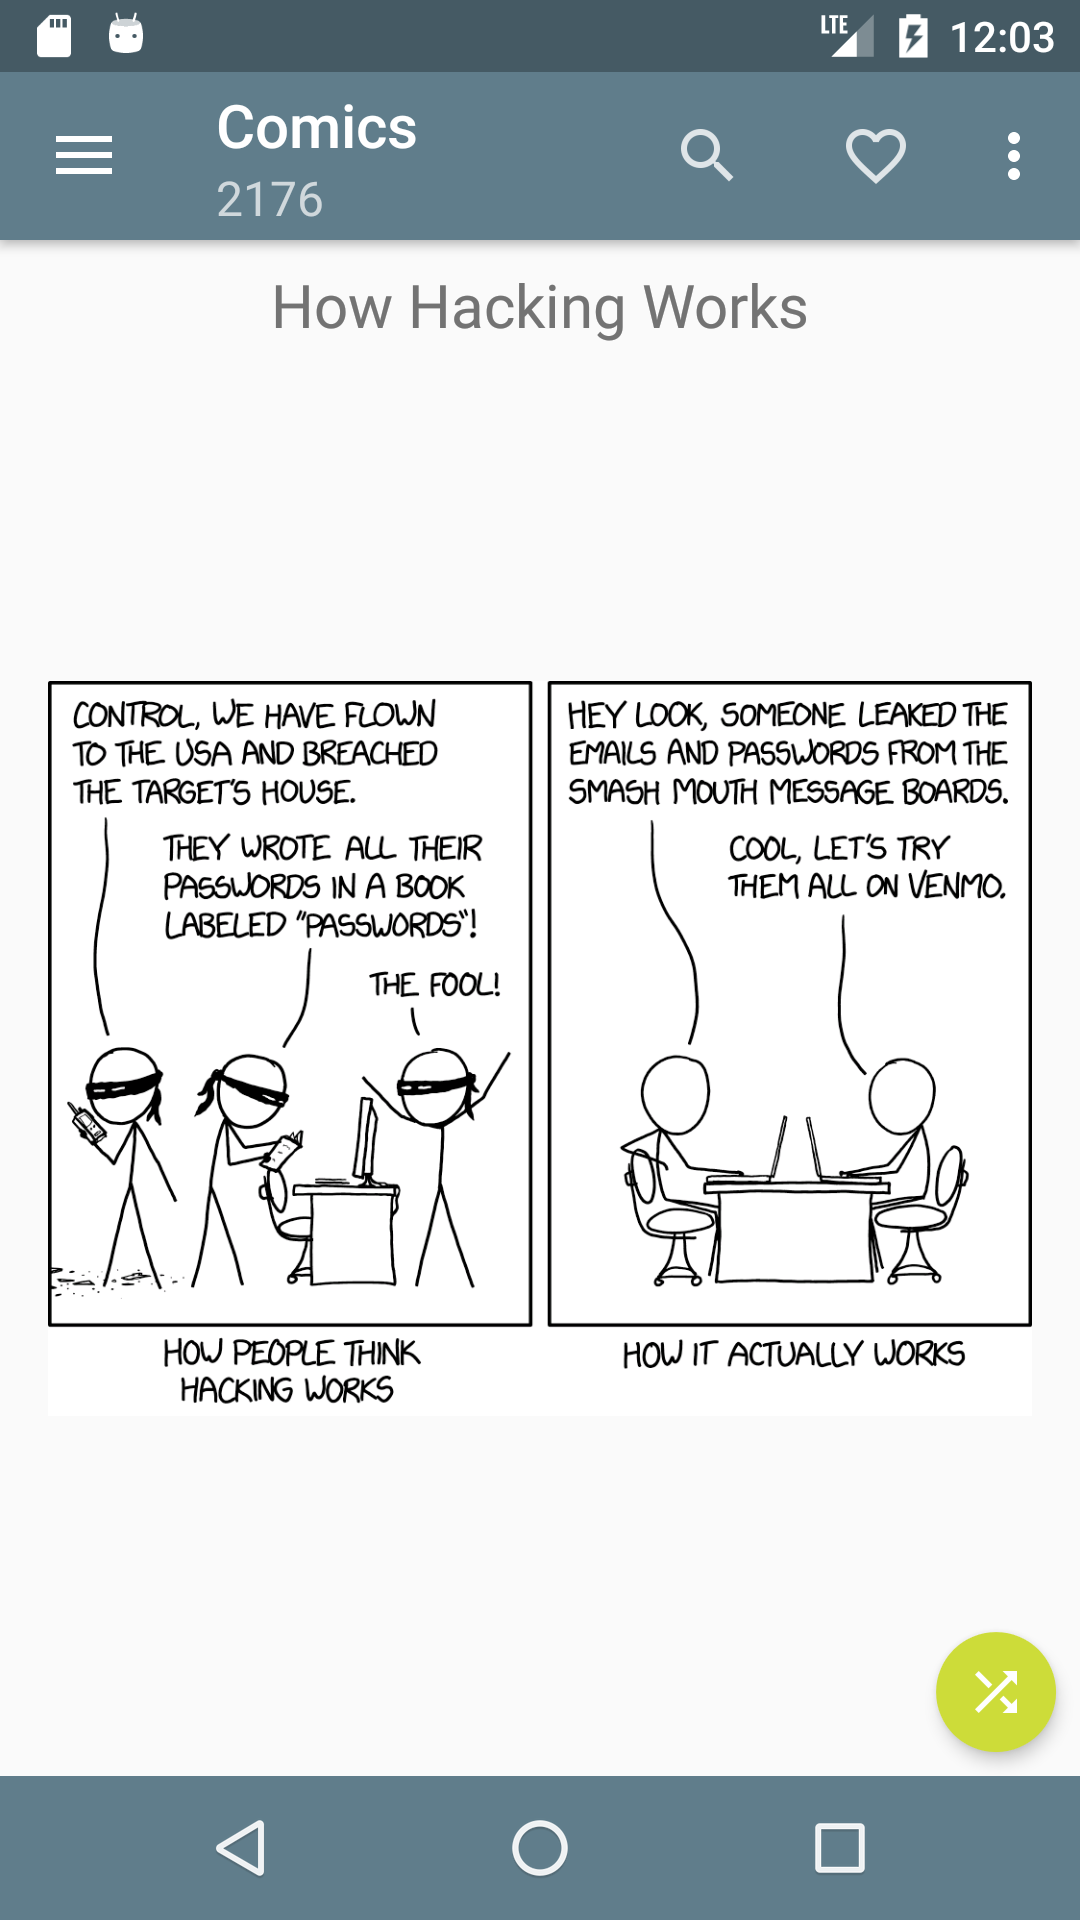 LTE 12:03
Comics
2176
How Hacking Works
CONTROL, WE HAVE FLOWN
TO THE USA AND BREACHED
THE TARGET'S HOUSE.
THEY WROTE ALL THEIR
PASSWORDS IN A BOOK
LABELED "PASSWORDS"!
THE FOOL!
HOW PEOPLE THINK
HACKING WORKS
HEY LOOK, SOMEONE LEAKED THE
EMAILS AND PASSWORDS FROM THE
SMASH MOUTH MESSAGE BOARDS.
COOL, LET'S TRY
THEM ALL ON VENMO.
HOW IT ACTUALLY WORKS